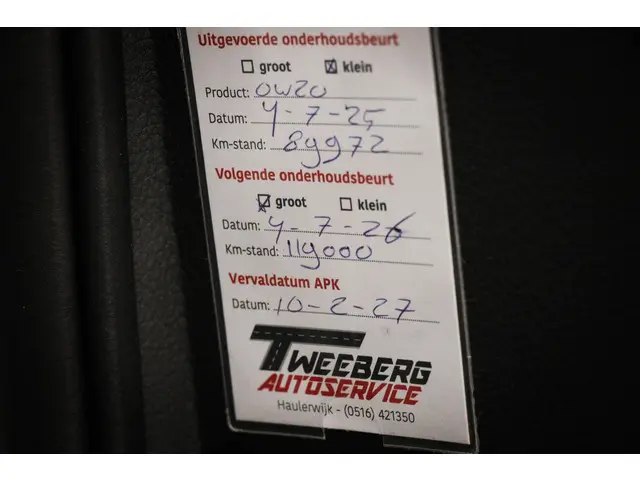 Uitgevoerde onderhoudsbeurt
groot klein
Product: 0W20
Datum: 4-7-25
Km-stand: 89972
Volgende onderhoudsbeurt
groot klein
Datum: 4-7-26
Km-stand: 119000
Vervaldatum APK
Datum: 10-2-27
TWEEBERG
AUTOSERVICE
Haulerwijk - (0516) 421350